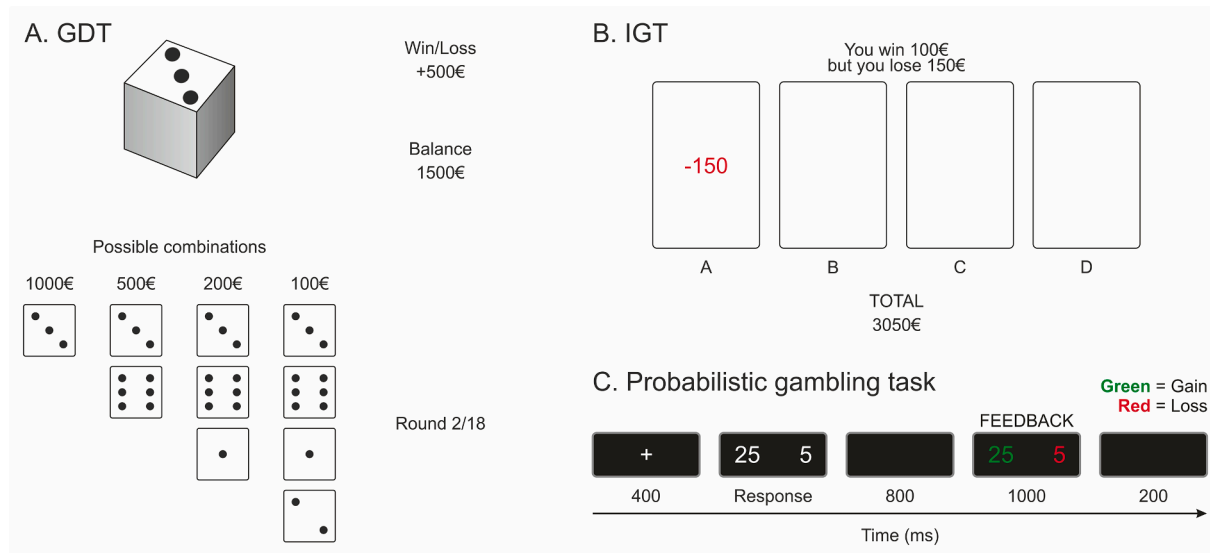 A. GDT
Win/Loss
+500€
Balance
1500€
Possible combinations
1000€ 500€ 200€ 100€
Round 2/18
B. IGT
You win 100€
but you lose 150€
-150
A B C D
TOTAL
3050€
C. Probabilistic gambling task
Green = Gain
Red = Loss
FEEDBACK
+ 25 5 25 5
400 Response 800 1000 200
Time (ms)